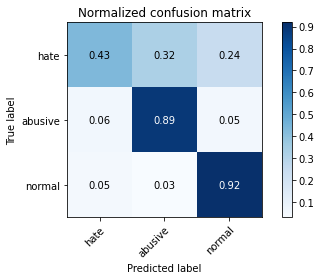 Normalized confusion matrix
True label
hate
0.43 0.32 0.24
abusive
0.06 0.89 0.05
normal
0.05 0.03 0.92
hate
abusive
normal
Predicted label
0.9
0.8
0.7
0.6
0.5
0.4
0.3
0.2
0.1